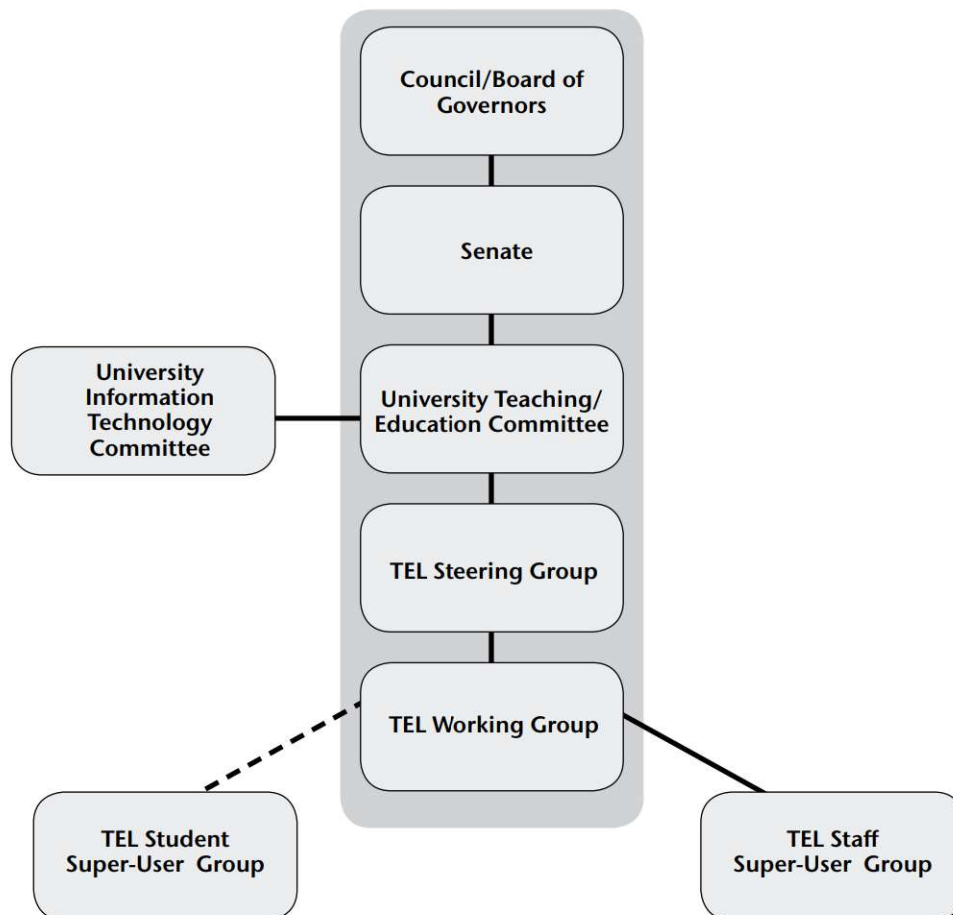 Council/Board of
Governors
Senate
University
Information
Technology
Committee
University Teaching/
Education Committee
TEL Steering Group
TEL Working Group
TEL Student
Super-User Group
TEL Staff
Super-User Group